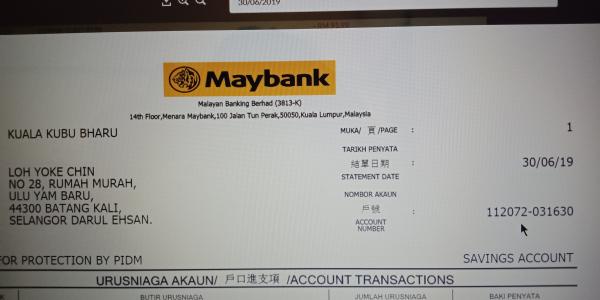 30/06/2019
Maybank
Malayan Banking Berhad (3813-K)
14th Floor,Menara Maybank,100 Jalan Tun Perak,50050,Kuala Lumpur,Malaysia
KUALA KUBU BHARU
MUKA/ 頁 /PAGE : 1
TARIKH PENYATA
結單日期 : 30/06/19
STATEMENT DATE
LOH YOKE CHIN
NO 28, RUMAH MURAH,
ULU YAM BARU,
44300 BATANG KALI,
SELANGOR DARUL EHSAN.
NOMBOR AKAUN
戶號 : 112072-031630
ACCOUNT
NUMBER
FOR PROTECTION BY PIDM
SAVINGS ACCOUNT
URUSNIAGA AKAUN/ 戶口進支項 /ACCOUNT TRANSACTIONS
BUTIR URUSNIAGA
JUMLAH URUSNIAGA
BAKI PENYATA